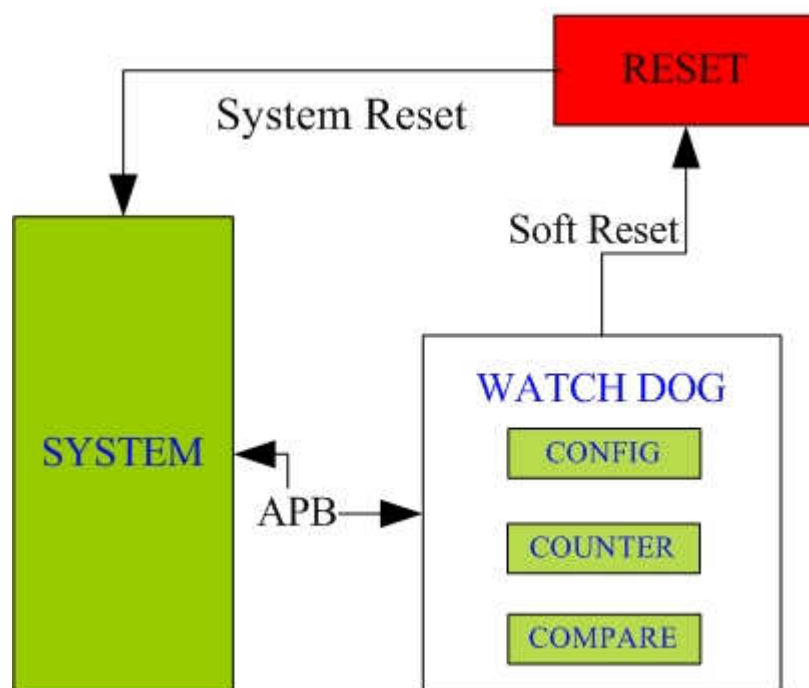 RESET
System Reset
Soft Reset
WATCH DOG
SYSTEM
CONFIG
APB
COUNTER
COMPARE